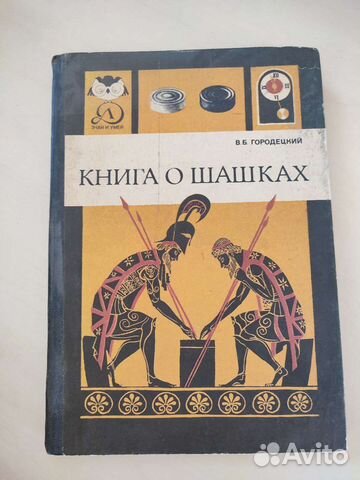 ЗНАЙ И УМЕЙ
В.Б. ГОРОДЕЦКИЙ
КНИГА О ШАШКАХ
Avito